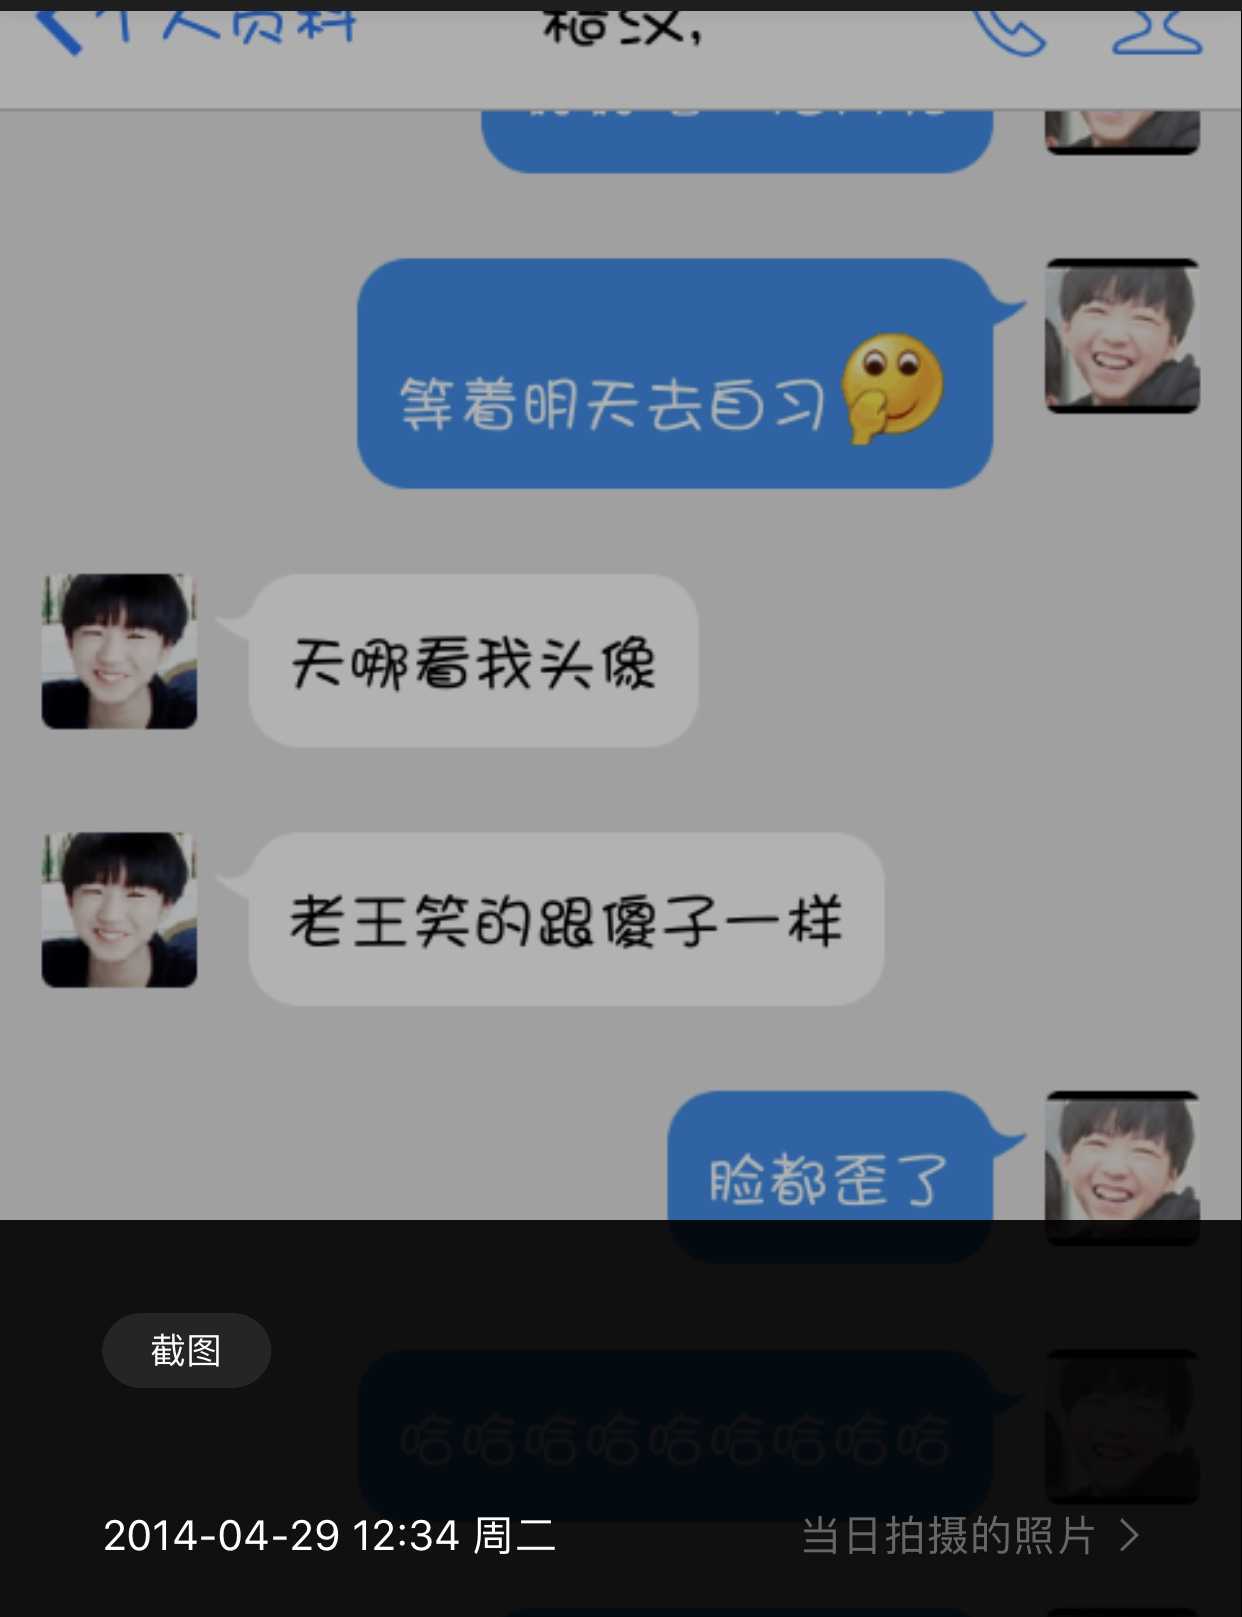 个人资料
等着明天去自习
天哪看我头像
老王笑的跟傻子一样
脸都歪了
截图
哈哈哈哈哈哈哈哈哈
2014-04-29 12:34 周二
当日拍摄的照片